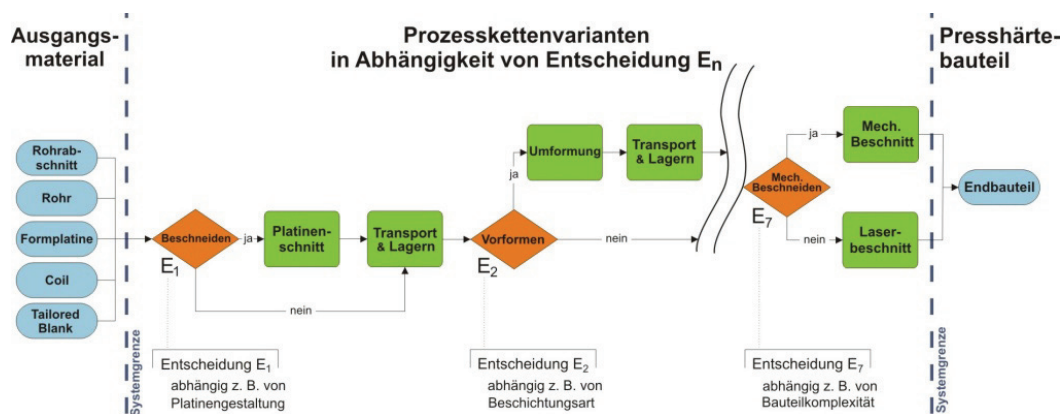 Ausgangs-
material
Prozesskettenvarianten
in Abhängigkeit von Entscheidung En
Presshärte-
bauteil
Rohrab-
schnitt
Rohr
Formplatine
Coil
Tailored
Blank
Systemgrenze
Beschneiden
E1
ja
nein
Platinen-
schnitt
Transport
& Lagern
Vorformen
E2
ja
nein
Umformung
Transport
& Lagern
Mech.
Beschneiden
E7
ja
nein
Mech.
Beschnitt
Laser-
beschnitt
Endbauteil
Systemgrenze
Entscheidung E1
abhängig z. B. von
Platinengestaltung
Entscheidung E2
abhängig z. B. von
Beschichtungsart
Entscheidung E7
abhängig z. B. von
Bauteilkomplexität